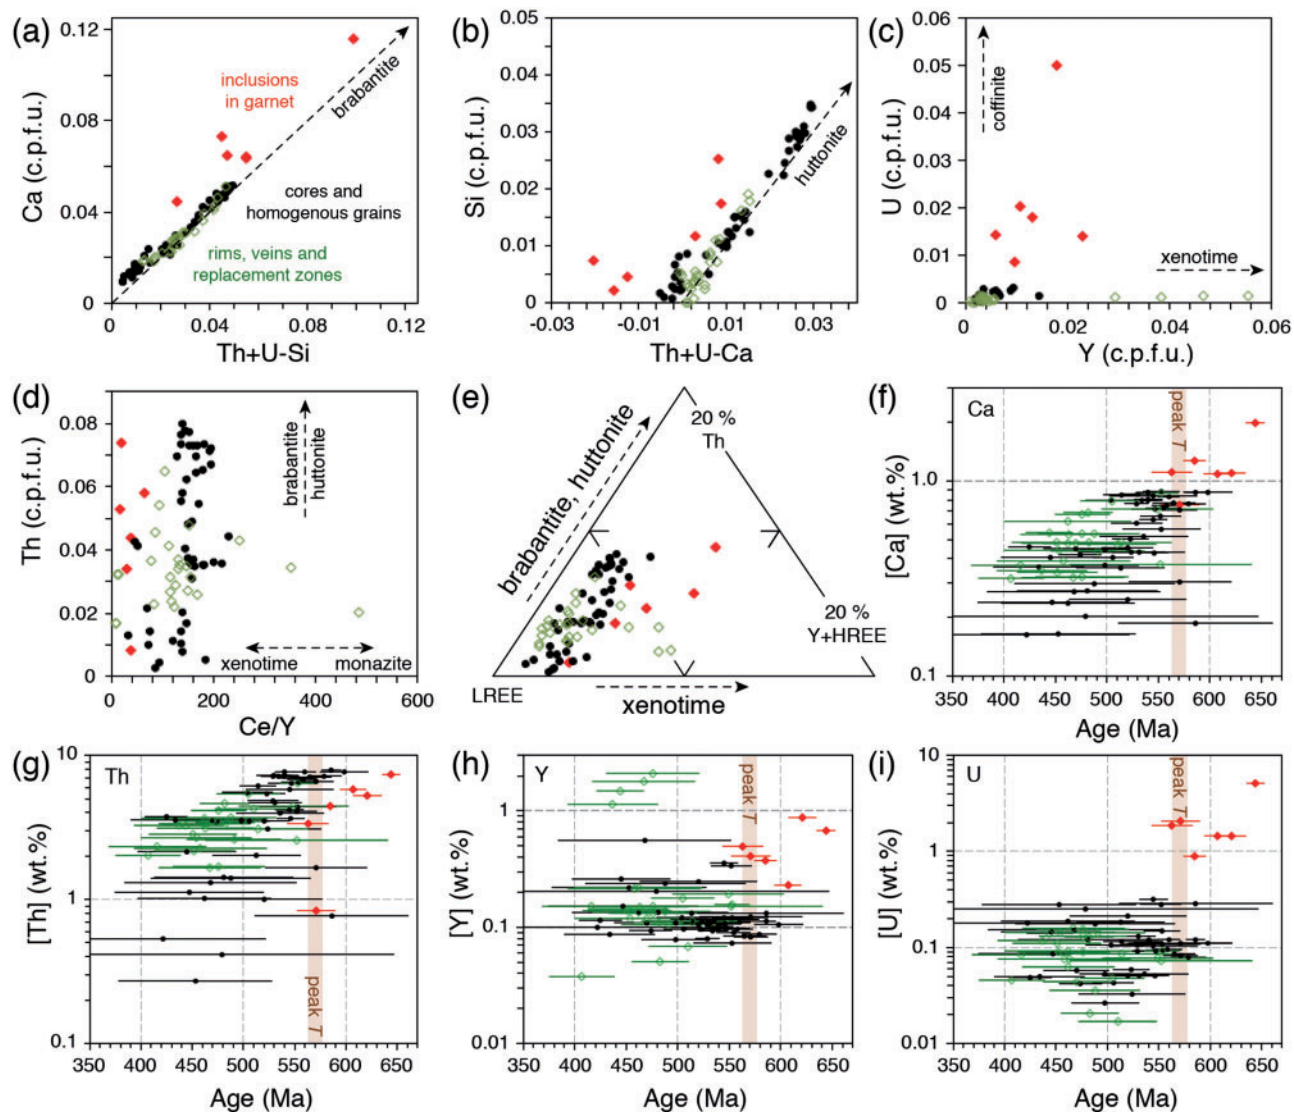 (a)
0.12
0.08
0.04
0
Ca (c.p.f.u.)
inclusions
in garnet
brabantite
cores and
homogenous grains
rims, veins and
replacement zones
0 0.04 0.08 0.12
Th+U-Si
(b)
0.05
0.04
0.03
0.02
0.01
0
Si (c.p.f.u.)
huttonite
-0.03 -0.01 0.01 0.03
Th+U-Ca
(c)
0.06
0.05
0.04
0.03
0.02
0.01
0
U (c.p.f.u.)
coffinite
xenotime
0 0.02 0.04 0.06
Y (c.p.f.u.)
(d)
0.08
0.06
0.04
0.02
0
Th (c.p.f.u.)
brabantite
huttonite
xenotime monazite
0 200 400 600
Ce/Y
(e)
brabantite, huttonite
20 %
Th
20 %
Y+HREE
LREE
xenotime
(f)
Ca
peak T
1.0
0.1
[Ca] (wt.%)
350 400 450 500 550 600 650
Age (Ma)
(g)
Th
10
1
0.1
[Th] (wt.%)
peak T
350 400 450 500 550 600 650
Age (Ma)
(h)
Y
peak T
1
0.1
0.01
[Y] (wt.%)
350 400 450 500 550 600 650
Age (Ma)
(i)
U
peak T
10
1
0.1
0.01
[U] (wt.%)
350 400 450 500 550 600 650
Age (Ma)